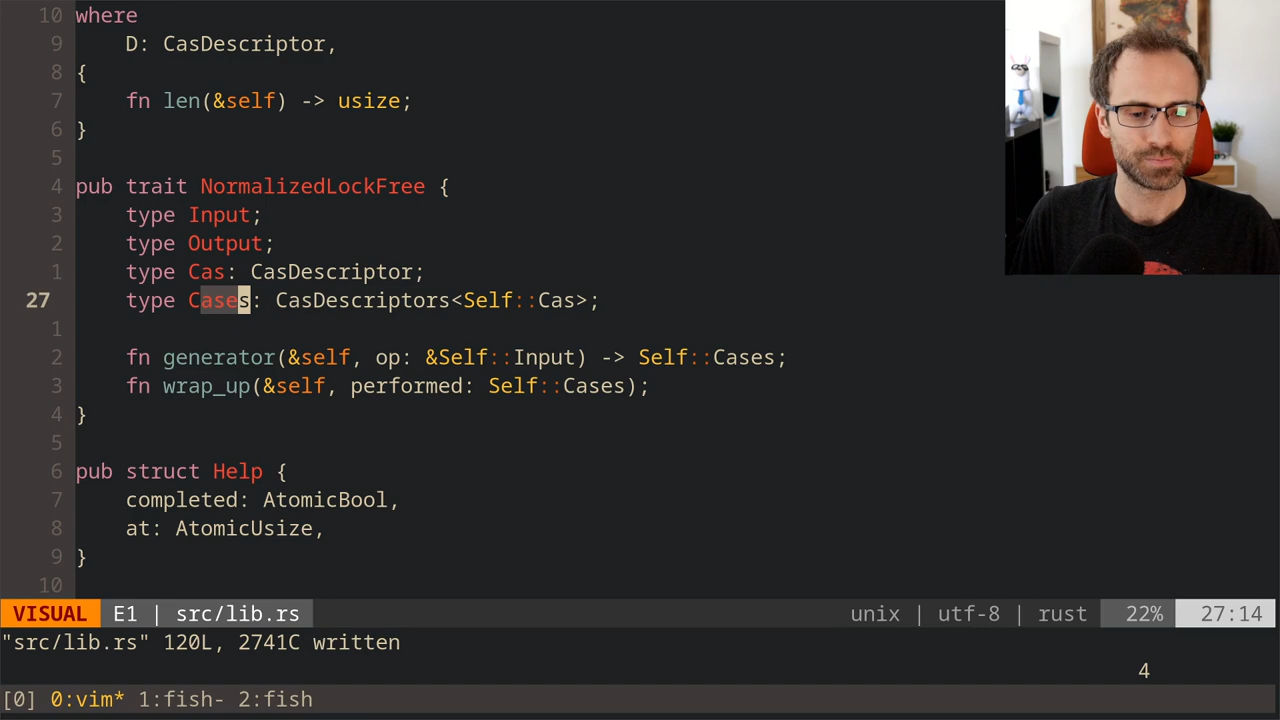 10 where
9     D: CasDescriptor,
8 {
7     fn len(&self) -> usize;
6 }
5
4 pub trait NormalizedLockFree {
3     type Input;
2     type Output;
1     type Cas: CasDescriptor;
27     type Cases: CasDescriptors<Self::Cas>;
1
2     fn generator(&self, op: &Self::Input) -> Self::Cases;
3     fn wrap_up(&self, performed: Self::Cases);
4 }
5
6 pub struct Help {
7     completed: AtomicBool,
8     at: AtomicUsize,
9 }
10
VISUAL E1 | src/lib.rs unix | utf-8 | rust 22% 27:14
"src/lib.rs" 120L, 2741C written
4
[0] 0:vim* 1:fish- 2:fish